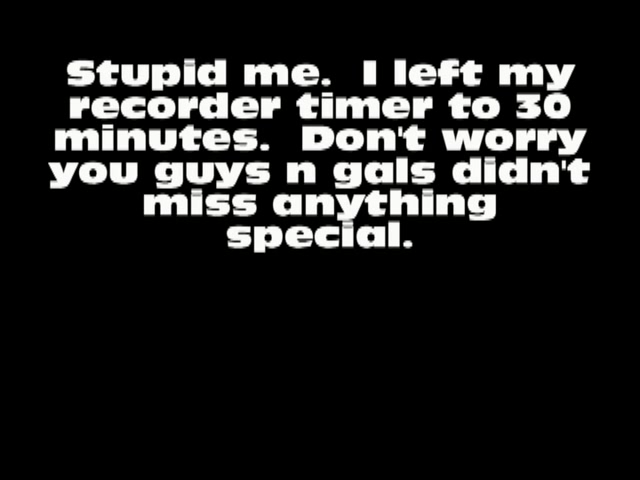 Stupid me.  I left my
recorder timer to 30
minutes.  Don't worry
you guys n gals didn't
miss anything
special.